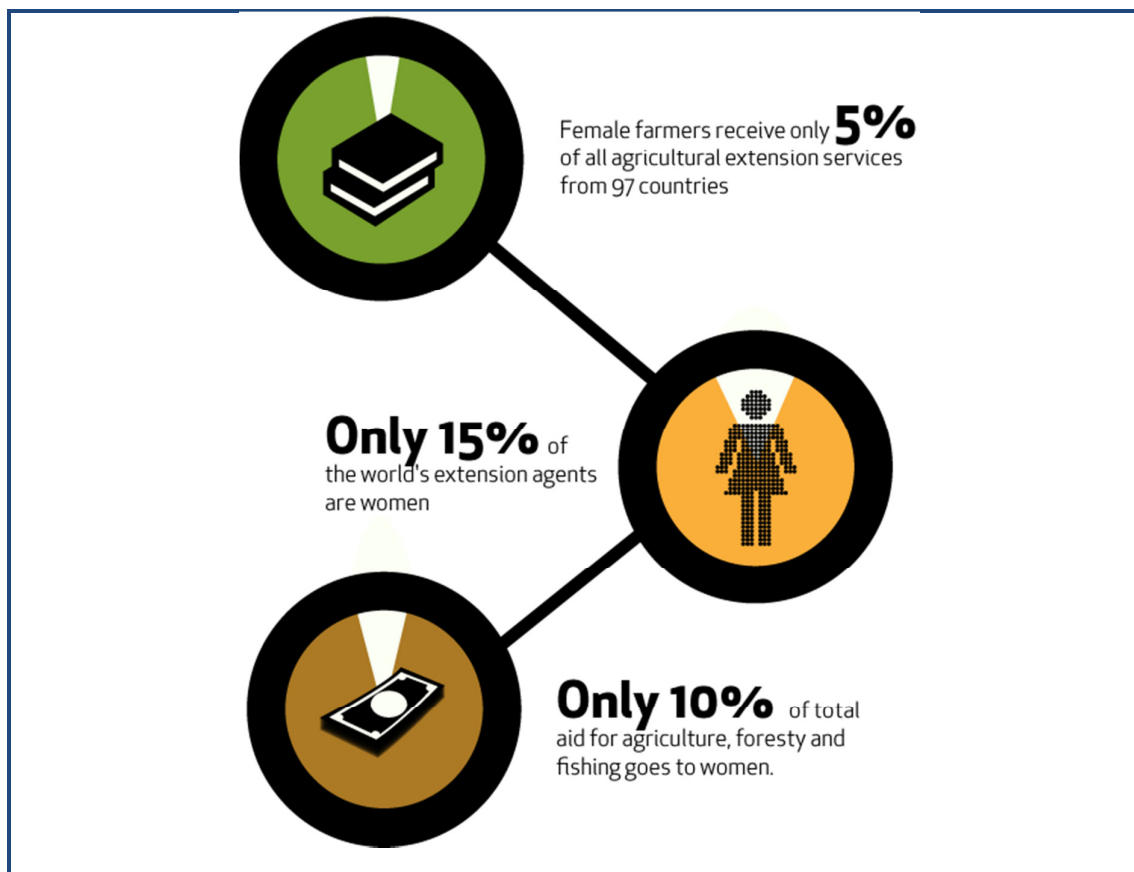 Female farmers receive only 5%
of all agricultural extension services
from 97 countries
Only 15% of
the world's extension agents
are women
Only 10% of total
aid for agriculture, foresty and
fishing goes to women.